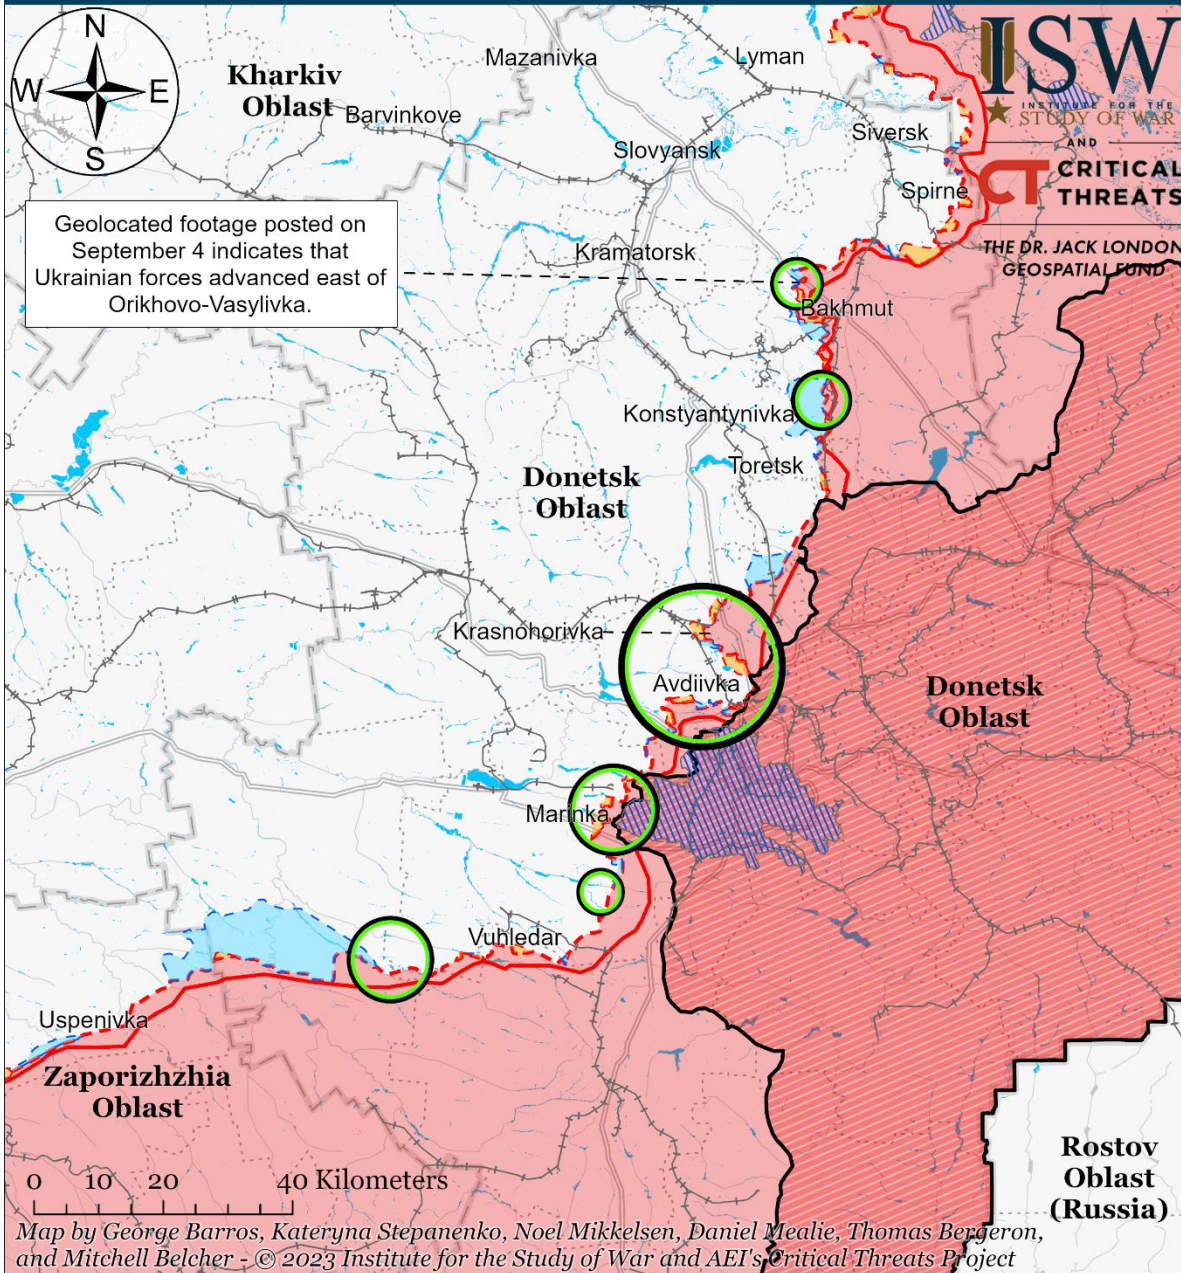 N
W
E
S
Kharkiv
Oblast
Mazanivka
Lyman
Barvinkove
Slovyansk
Siversk
Spirne
ISW
INSTITUTE FOR THE
STUDY OF WAR
AND
CT CRITICAL
THREATS
THE DR. JACK LONDON
GEOSPATIAL FUND
Geolocated footage posted on
September 4 indicates that
Ukrainian forces advanced east of
Orikhovo-Vasylivka.
Kramatorsk
Bakhmut
Konstyantynivka
Toretsk
Donetsk
Oblast
Krasnohorivka
Avdiivka
Donetsk
Oblast
Marinka
Vuhledar
Uspenivka
Zaporizhzhia
Oblast
Rostov
Oblast
(Russia)
0 10 20 40 Kilometers
Map by George Barros, Kateryna Stepanenko, Noel Mikkelsen, Daniel Mealie, Thomas Bergeron,
and Mitchell Belcher - © 2023 Institute for the Study of War and AEI's Critical Threats Project